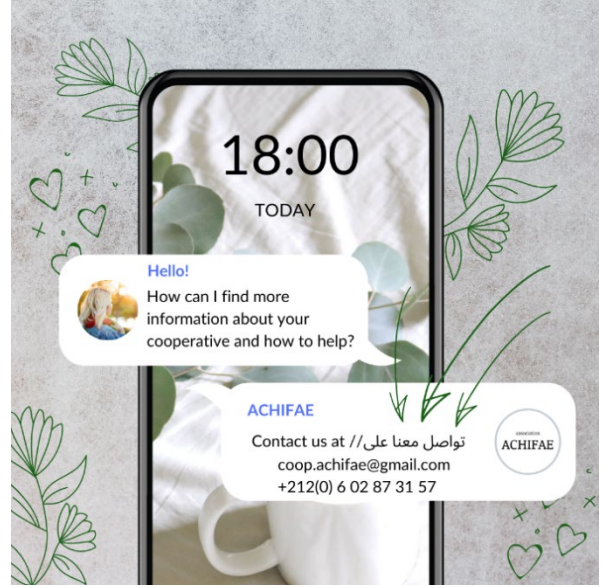 18:00
TODAY
Hello!
How can I find more
information about your
cooperative and how to help?
ACHIFAE
Contact us at //تواصل معنا على
coop.achifae@gmail.com
+212(0) 6 02 87 31 57
ACHIFAE